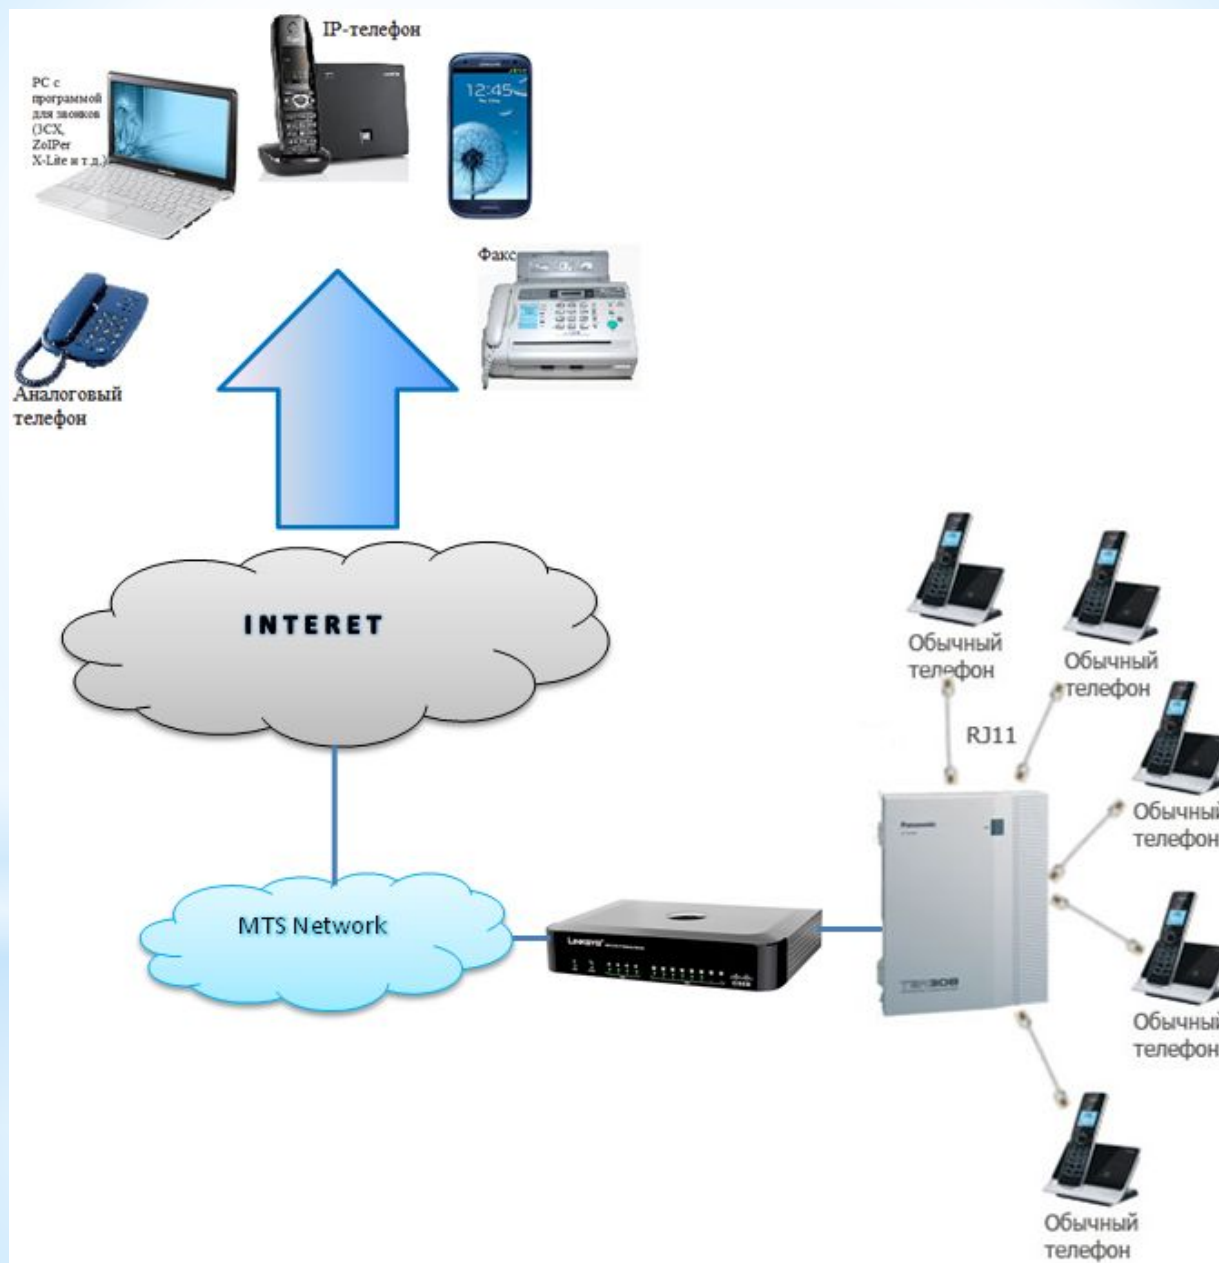 IP-телефон
PC с
программой
для звонков
(3CX,
ZoIPer
X-Lite и т.д.)
12:45
Факс
Аналоговый
телефон
INTERET
Обычный
телефон
Обычный
телефон
RJ11
Обычный
телефон
Panasonic
MTS Network
LINKSYS
CISCO
Обычный
телефон
Обычный
телефон